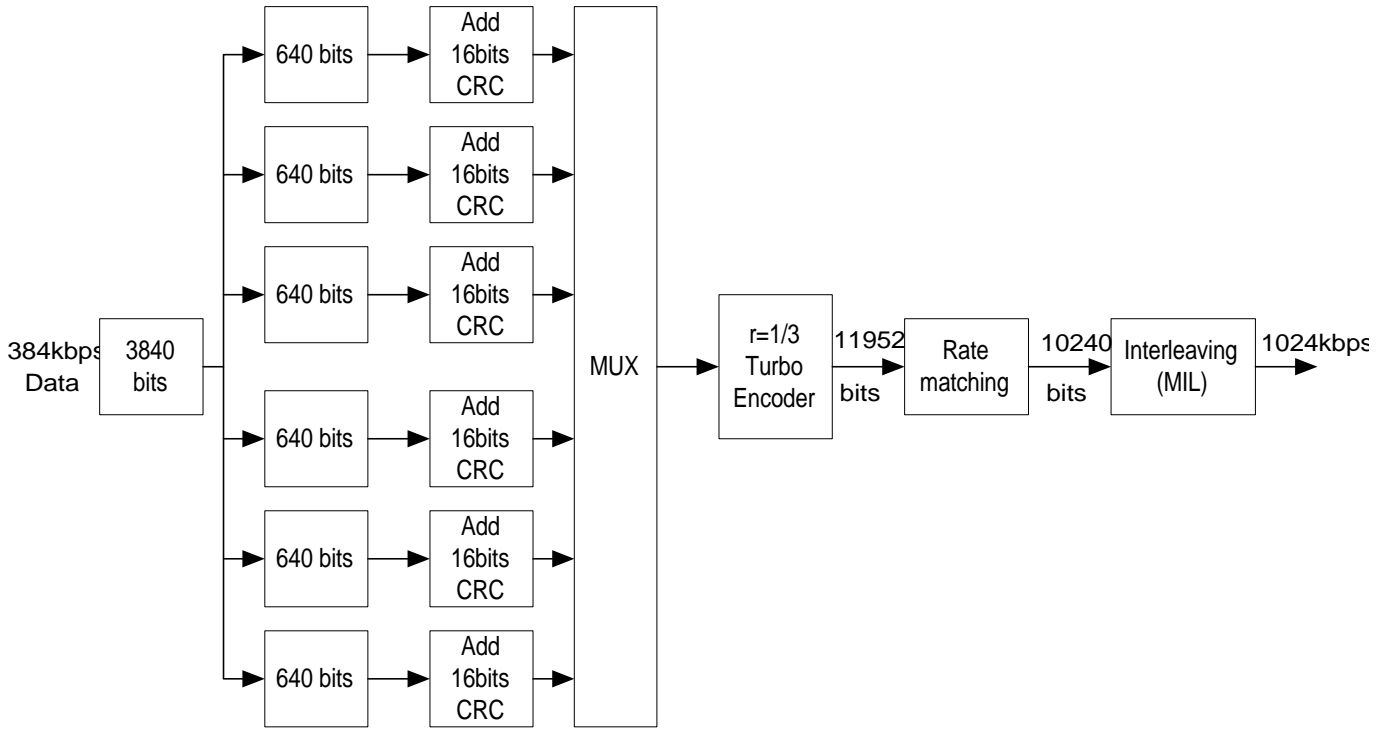 384kbps
Data
3840
bits
640 bits
Add
16bits
CRC
640 bits
Add
16bits
CRC
640 bits
Add
16bits
CRC
640 bits
Add
16bits
CRC
640 bits
Add
16bits
CRC
640 bits
Add
16bits
CRC
MUX
r=1/3
Turbo
Encoder
11952
bits
Rate
matching
10240
bits
Interleaving
(MIL)
1024kbps